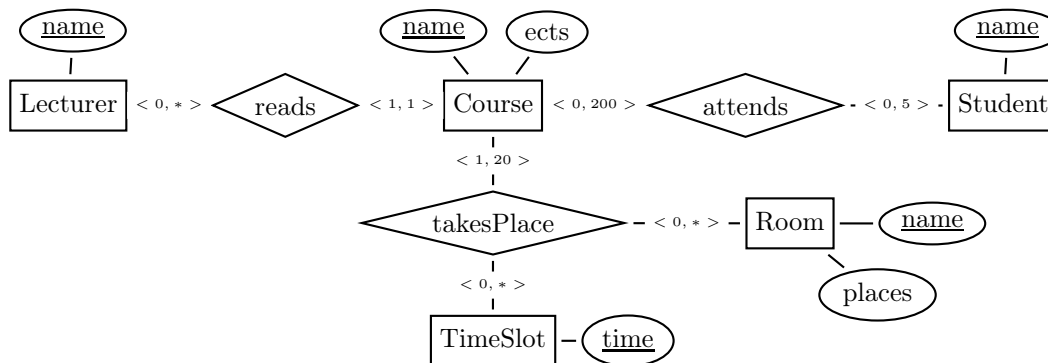 name name ects name
Lecturer < 0, * > reads < 1, 1 > Course < 0, 200 > attends < 0, 5 > Student
< 1, 20 >
takesPlace < 0, * > Room name
< 0, * > places
TimeSlot time